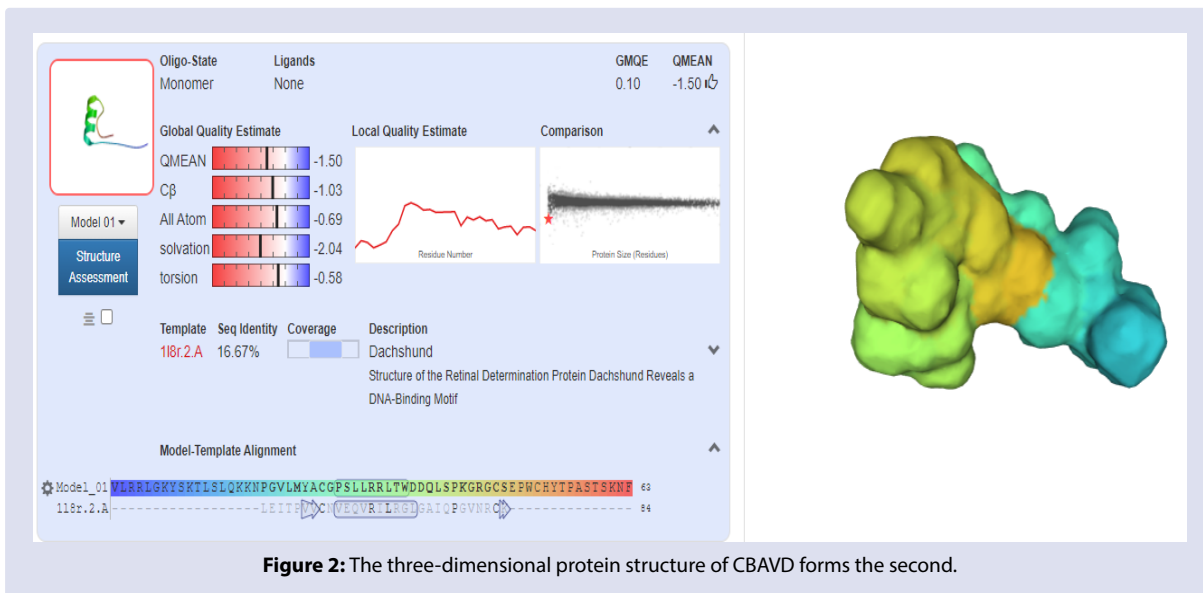 Oligo-State Ligands GMQE QMEAN
Monomer None 0.10 -1.50
Global Quality Estimate Local Quality Estimate Comparison
QMEAN -1.50
Cβ -1.03
All Atom -0.69
solvation -2.04
torsion -0.58
Residue Number
Protein Size (Residues)
Model 01
Structure
Assessment
Template Seq Identity Coverage Description
1l8r.2.A 16.67% Dachshund
Structure of the Retinal Determination Protein Dachshund Reveals a
DNA-Binding Motif
Model-Template Alignment
Model_01 VLRRLGKYSKTLSLQKKNPGVLMYACGPSLLRRLTWDDQLSPKGRGCSEPWCHYTPASTSKNF 63
1l8r.2.A 84
Figure 2: The three-dimensional protein structure of CBAVD forms the second.